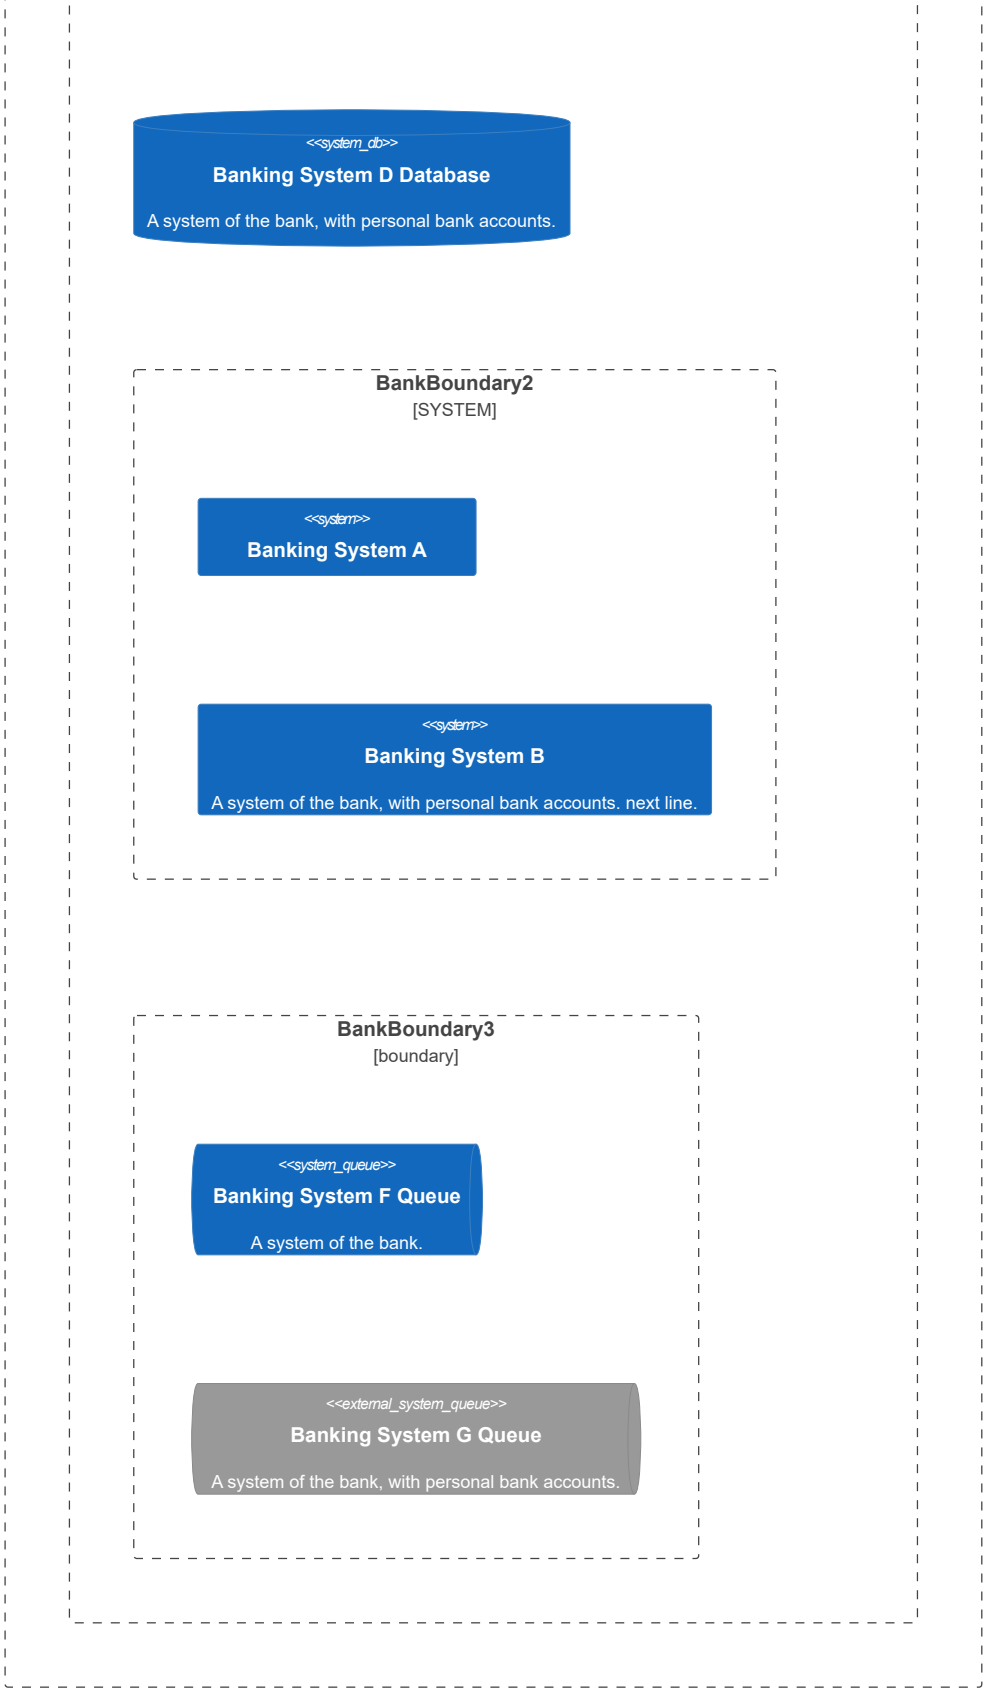 <<system_db>>
Banking System D Database
A system of the bank, with personal bank accounts.
BankBoundary2
[SYSTEM]
<<system>>
Banking System A
<<system>>
Banking System B
A system of the bank, with personal bank accounts. next line.
BankBoundary3
[boundary]
<<system_queue>>
Banking System F Queue
A system of the bank.
<<external_system_queue>>
Banking System G Queue
A system of the bank, with personal bank accounts.